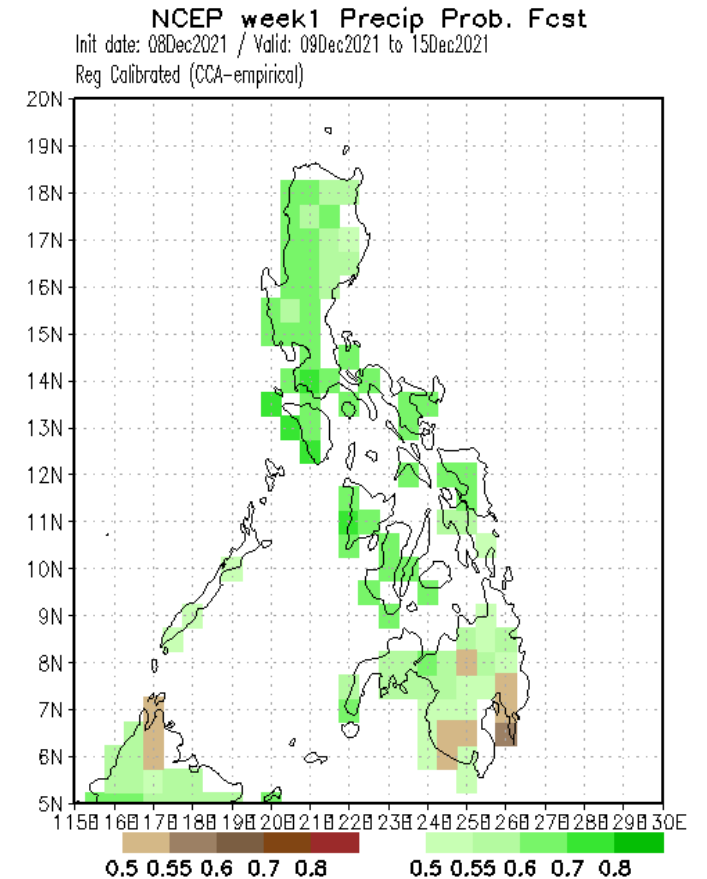 NCEP week1 Precip Prob. Fcst
Init date: 08Dec2021 / Valid: 09Dec2021 to 15Dec2021
Reg Calibrated (CCA-empirical)
20N
19N
18N
17N
16N
15N
14N
13N
12N
11N
10N
9N
8N
7N
6N
5N
115E 116E 117E 118E 119E 120E 121E 122E 123E 124E 125E 126E 127E 128E 129E 130E
0.5 0.55 0.6 0.7 0.8 0.5 0.55 0.6 0.7 0.8